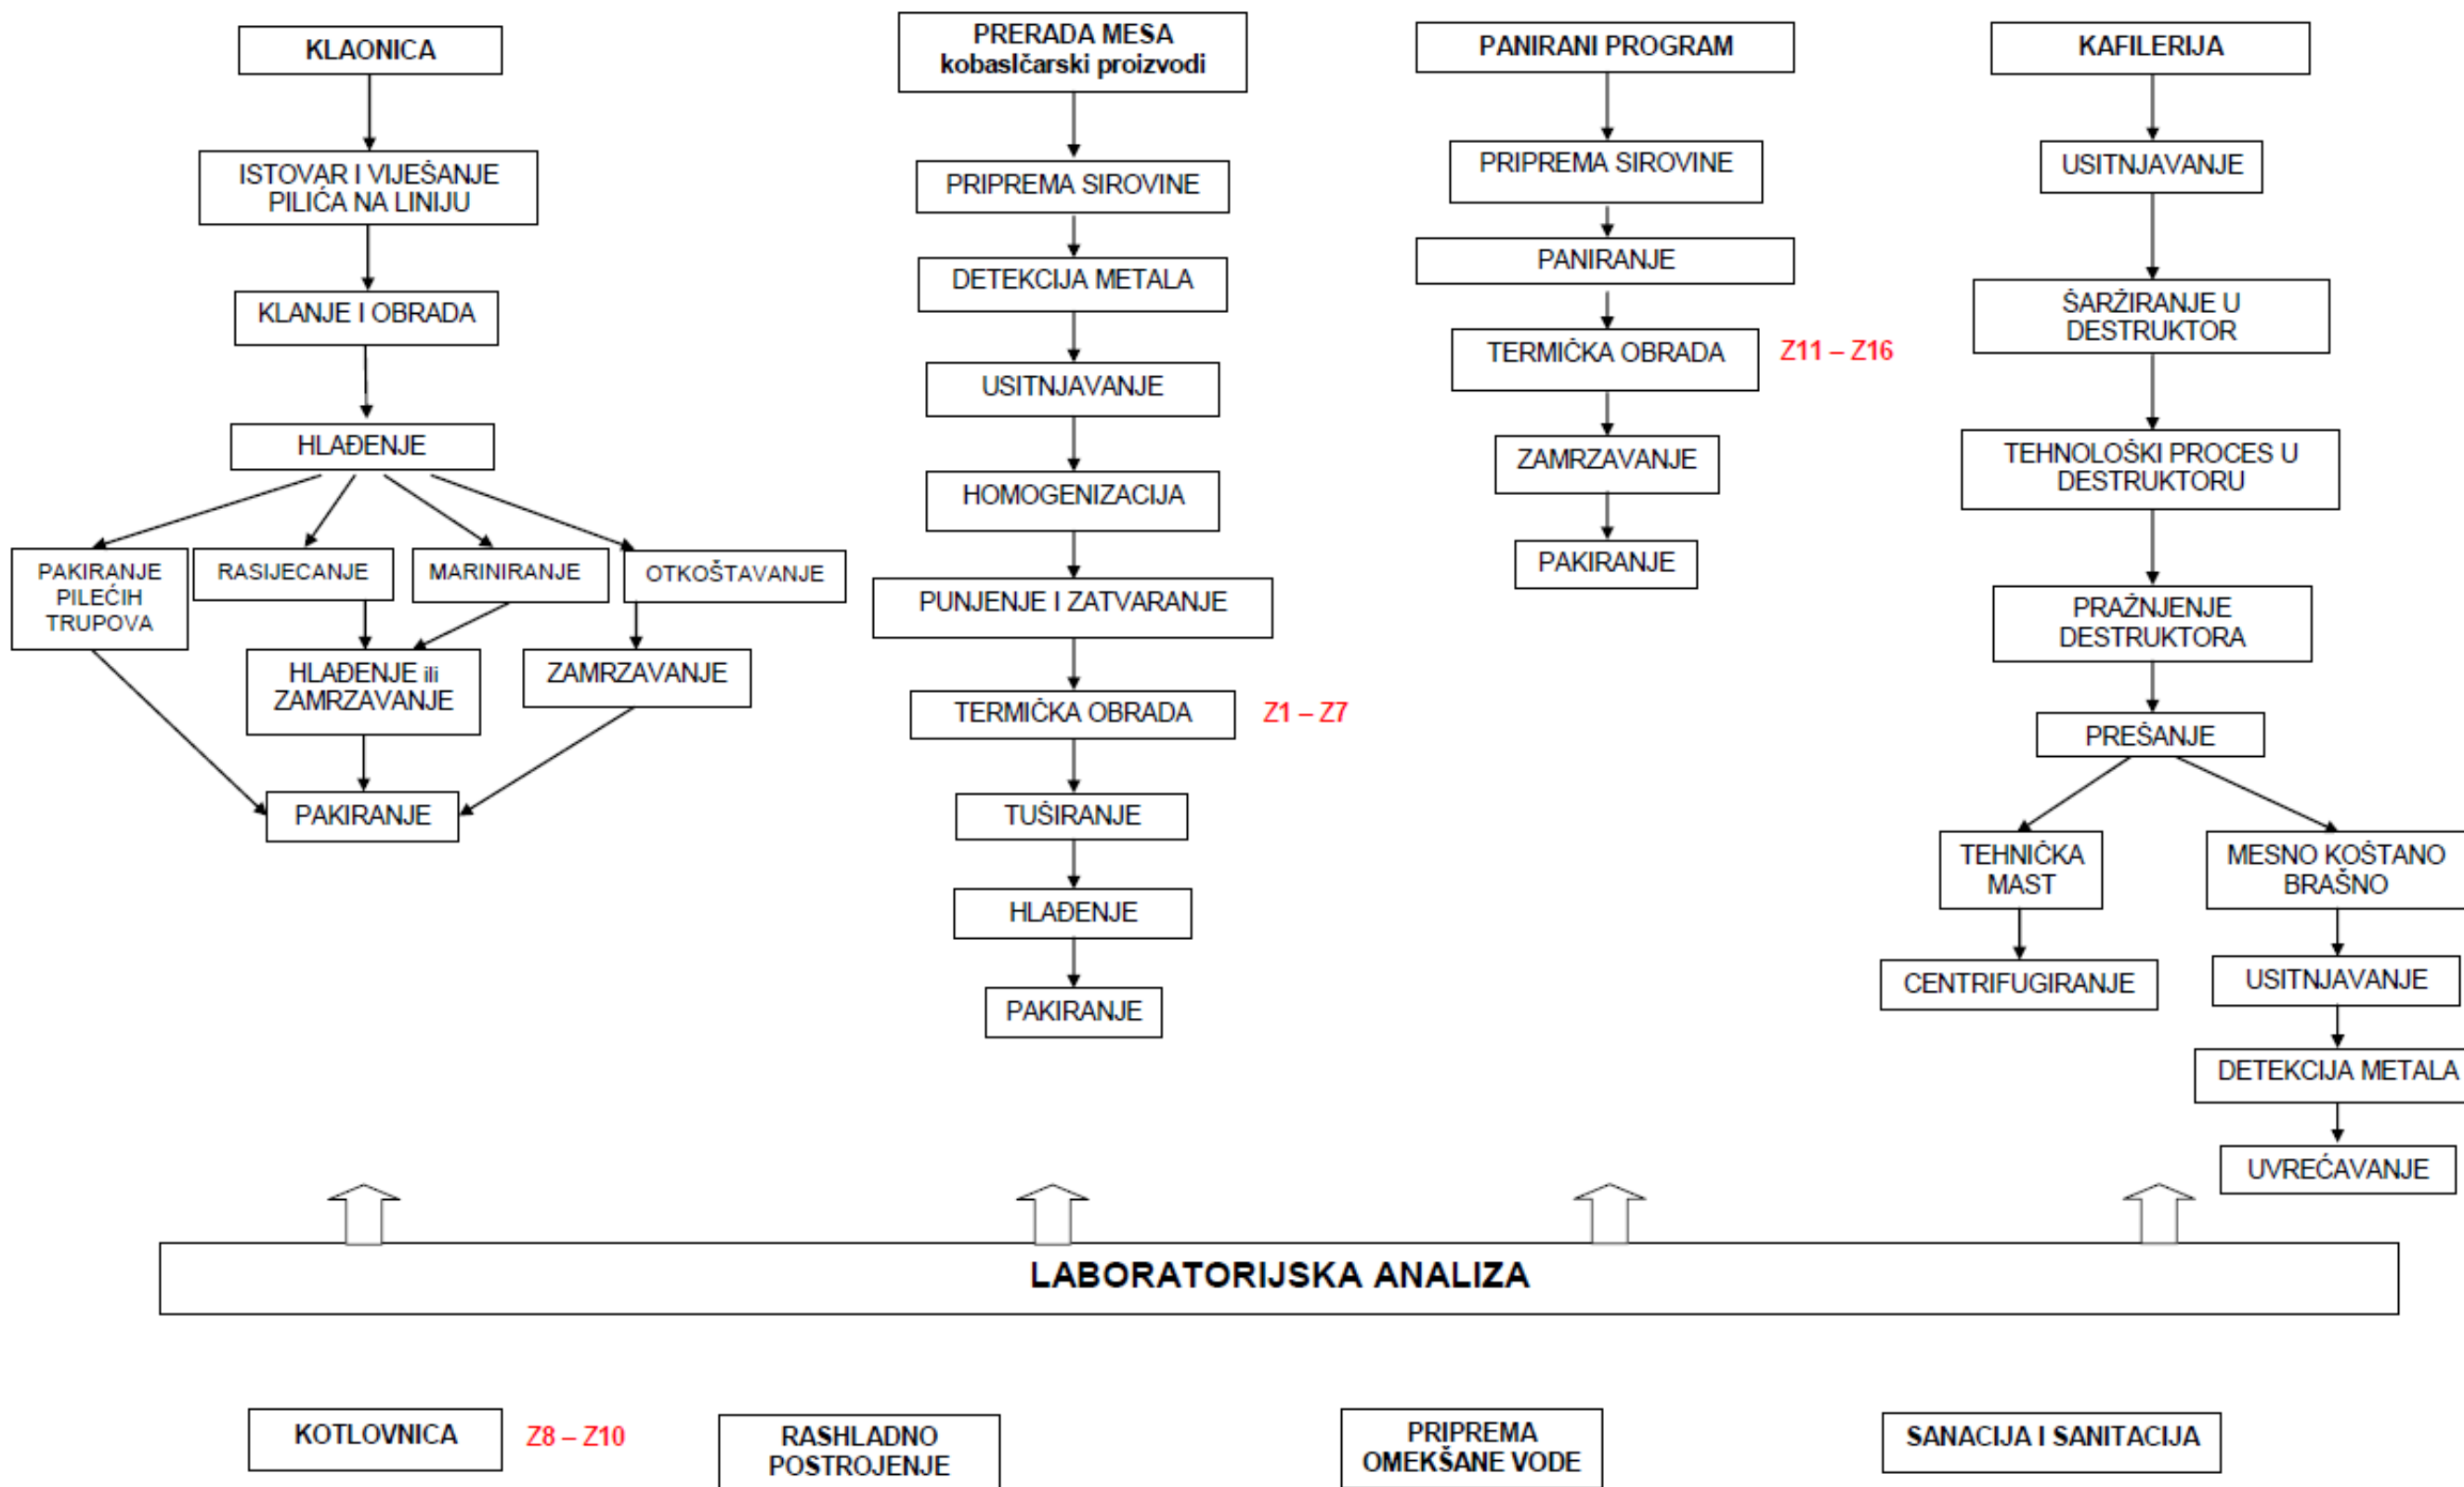 KLAONICA
ISTOVAR I VIJEŠANJE
PILIĆA NA LINIJU
KLANJE I OBRADA
HLAĐENJE
PAKIRANJE
PILEĆIH
TRUPOVA
RASIJECANJE
MARINIRANJE
OTKOŠTAVANJE
HLAĐENJE ili
ZAMRZAVANJE
ZAMRZAVANJE
PAKIRANJE
PRERADA MESA
kobasičarski proizvodi
PRIPREMA SIROVINE
DETEKCIJA METALA
USITNJAVANJE
HOMOGENIZACIJA
PUNJENJE I ZATVARANJE
TERMIČKA OBRADA
Z1 – Z7
TUŠIRANJE
HLAĐENJE
PAKIRANJE
PANIRANI PROGRAM
PRIPREMA SIROVINE
PANIRANJE
TERMIČKA OBRADA
Z11 – Z16
ZAMRZAVANJE
PAKIRANJE
KAFILERIJA
USITNJAVANJE
ŠARŽIRANJE U
DESTRUKTOR
TEHNOLOŠKI PROCES U
DESTRUKTORU
PRAŽNJENJE
DESTRUKTORA
PREŠANJE
TEHNIČKA
MAST
CENTRIFUGIRANJE
MESNO KOŠTANO
BRAŠNO
USITNJAVANJE
DETEKCIJA METALA
UVREĆAVANJE
LABORATORIJSKA ANALIZA
KOTLOVNICA
Z8 – Z10
RASHLADNO
POSTROJENJE
PRIPREMA
OMEKŠANE VODE
SANACIJA I SANITACIJA